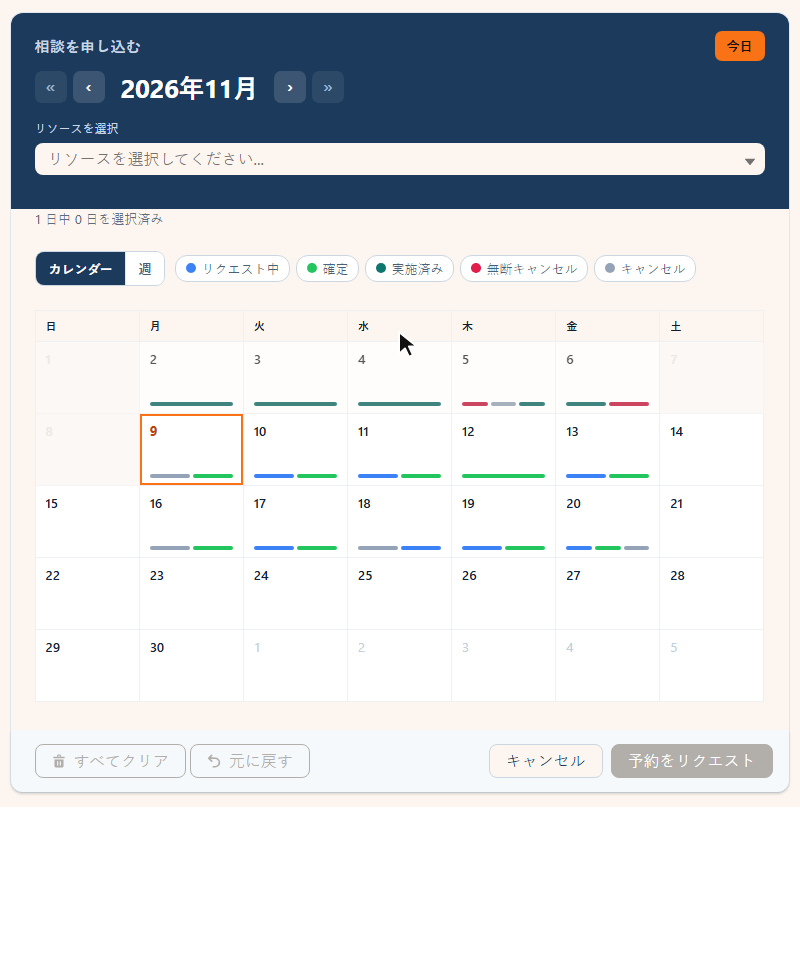 相談を申し込む
今日
« ‹ 2026年11月 › »
リソースを選択
リソースを選択してください...
1 日中 0 日を選択済み
カレンダー 週 リクエスト中 確定 実施済み 無断キャンセル キャンセル
日 月 火 水 木 金 土
1 2 3 4 5 6 7
8 9 10 11 12 13 14
15 16 17 18 19 20 21
22 23 24 25 26 27 28
29 30 1 2 3 4 5
すべてクリア 元に戻す キャンセル 予約をリクエスト